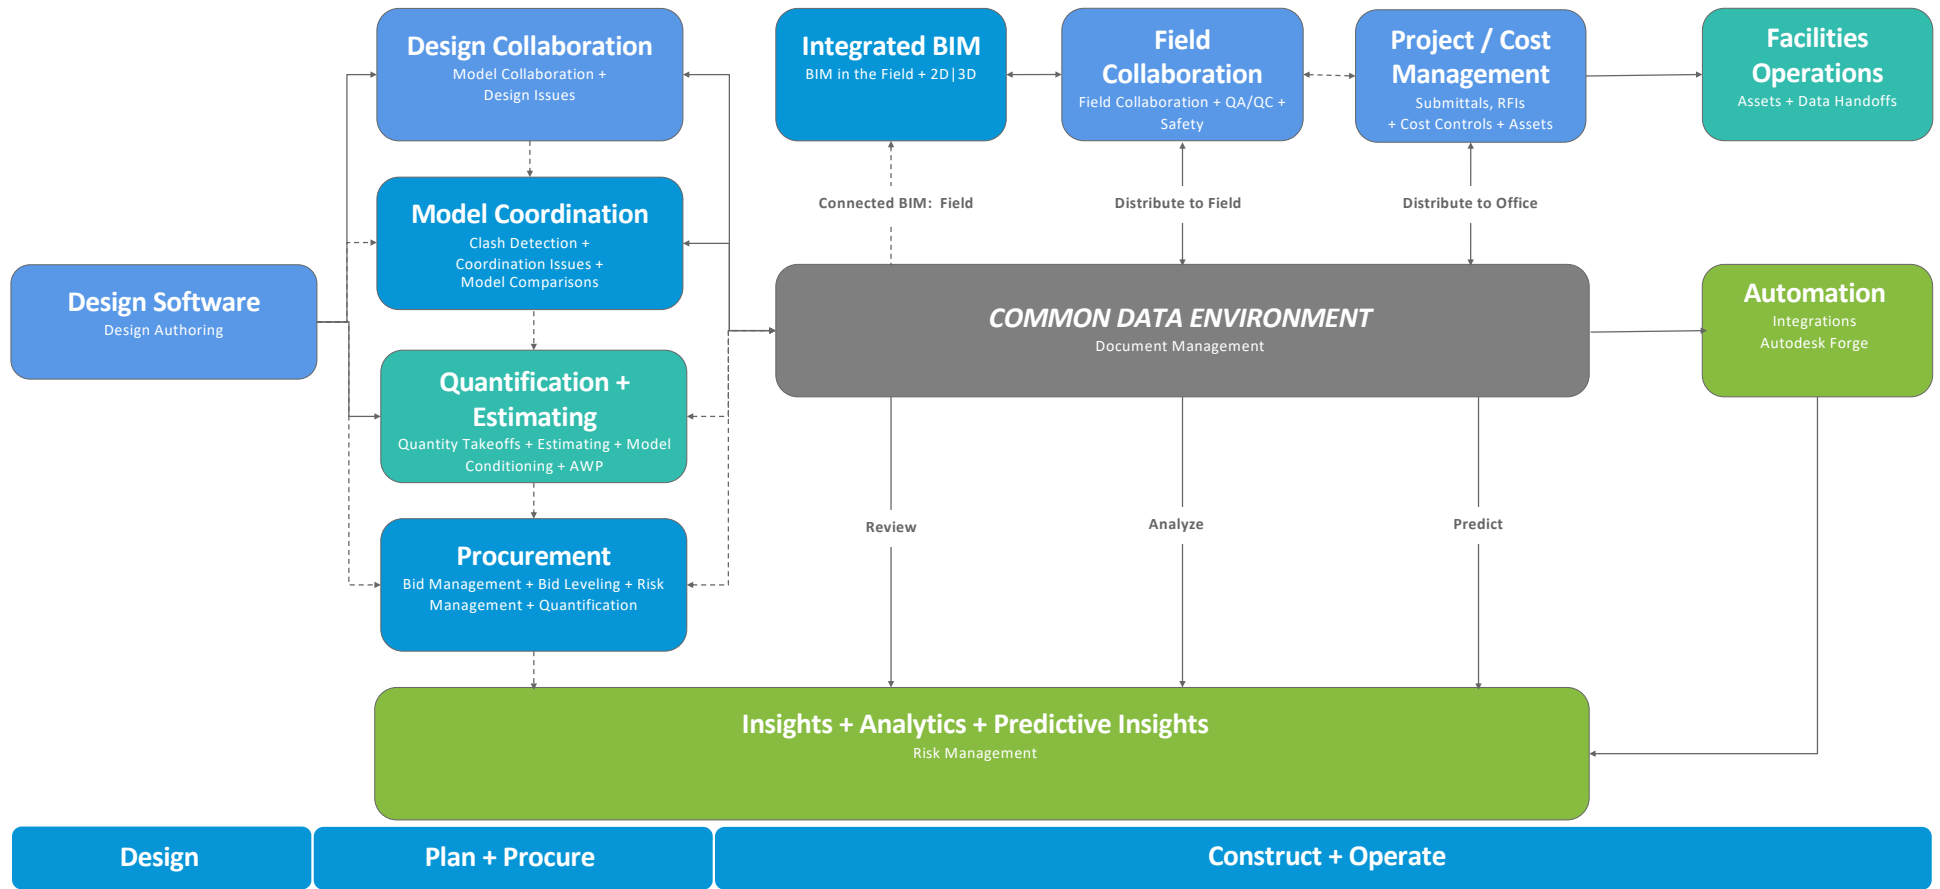 Design Collaboration
Model Collaboration +
Design Issues
Integrated BIM
BIM in the Field + 2D|3D
Field
Collaboration
Field Collaboration + QA/QC +
Safety
Project / Cost
Management
Submittals, RFIs
+ Cost Controls + Assets
Facilities
Operations
Assets + Data Handoffs
Model Coordination
Clash Detection +
Coordination Issues +
Model Comparisons
Connected BIM: Field
Distribute to Field
Distribute to Office
Design Software
Design Authoring
COMMON DATA ENVIRONMENT
Document Management
Automation
Integrations
Autodesk Forge
Quantification +
Estimating
Quantity Takeoffs + Estimating + Model
Conditioning + AWP
Review
Analyze
Predict
Procurement
Bid Management + Bid Leveling + Risk
Management + Quantification
Insights + Analytics + Predictive Insights
Risk Management
Design
Plan + Procure
Construct + Operate